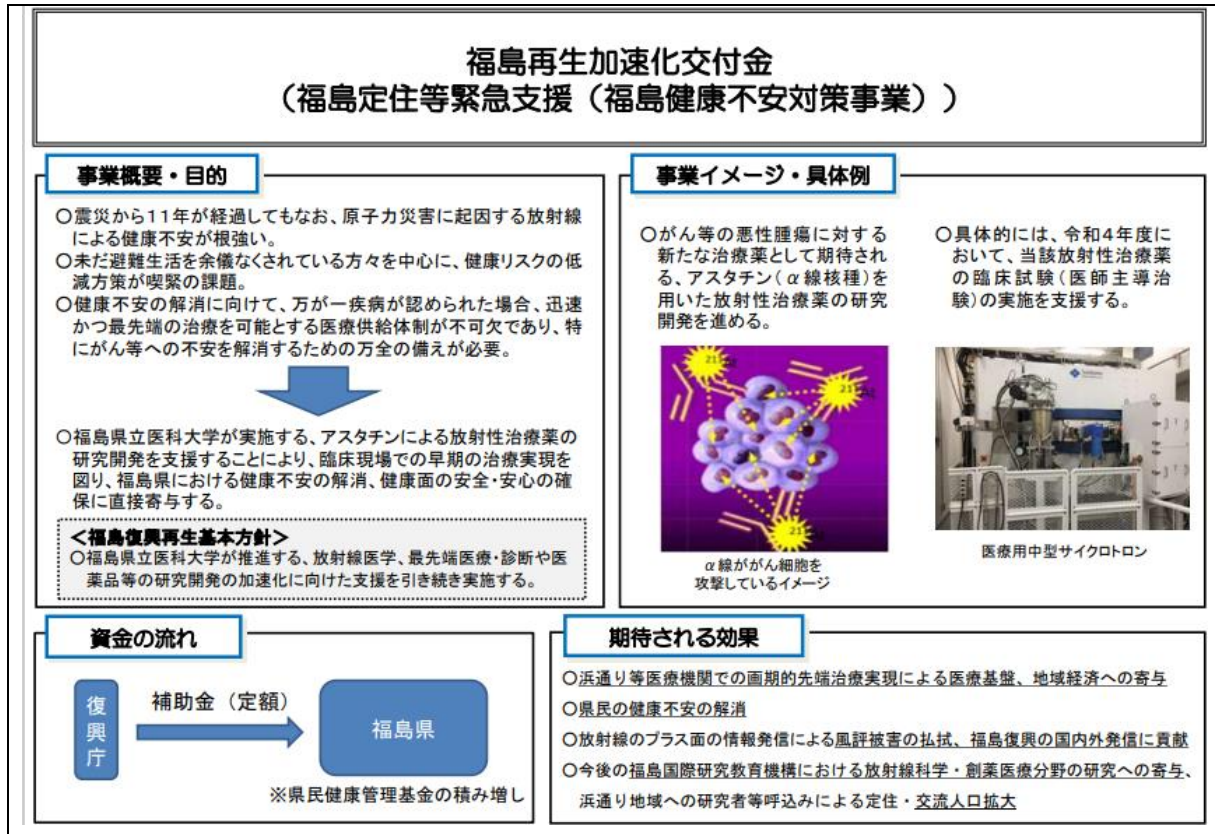 福島再生加速化交付金
（福島定住等緊急支援（福島健康不安対策事業））
事業概要・目的
○震災から１１年が経過してもなお、原子力災害に起因する放射線
による健康不安が根強い。
○未だ避難生活を余儀なくされている方々を中心に、健康リスクの低
減方策が喫緊の課題。
○健康不安の解消に向けて、万が一疾病が認められた場合、迅速
かつ最先端の治療を可能とする医療供給体制が不可欠であり、特
にがん等への不安を解消するための万全の備えが必要。
○福島県立医科大学が実施する、アスタチンによる放射性治療薬の
研究開発を支援することにより、臨床現場での早期の治療実現を
図り、福島県における健康不安の解消、健康面の安全・安心の確
保に直接寄与する。
＜福島復興再生基本方針＞
○福島県立医科大学が推進する、放射線医学、最先端医療・診断や医
薬品等の研究開発の加速化に向けた支援を引き続き実施する。
事業イメージ・具体例
○がん等の悪性腫瘍に対する
新たな治療薬として期待され
る、アスタチン（α線核種）を
用いた放射性治療薬の研究
開発を進める。
α線ががん細胞を
攻撃しているイメージ
○具体的には、令和４年度に
おいて、当該放射性治療薬
の臨床試験（医師主導治
験）の実施を支援する。
医療用中型サイクロトロン
資金の流れ
復興庁
補助金（定額）
福島県
※県民健康管理基金の積み増し
期待される効果
○浜通り等医療機関での画期的先端治療実現による医療基盤、地域経済への寄与
○県民の健康不安の解消
○放射線のプラス面の情報発信による風評被害の払拭、福島復興の国内外発信に貢献
○今後の福島国際研究教育機構における放射線科学・創薬医療分野の研究への寄与、
浜通り地域への研究者等呼込みによる定住・交流人口拡大